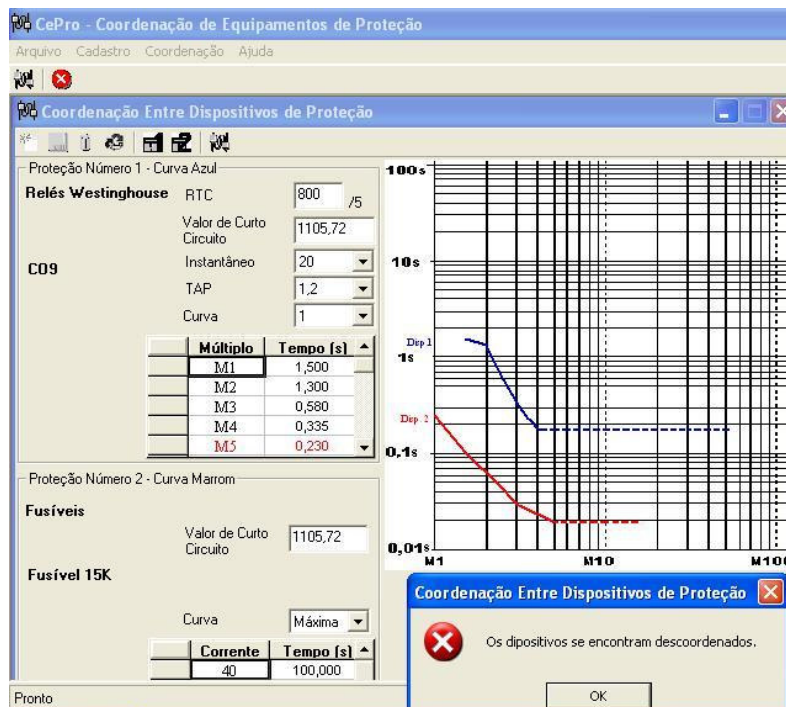 CePro - Coordenação de Equipamentos de Proteção
Arquivo Cadastro Coordenação Ajuda
Coordenação Entre Dispositivos de Proteção
Proteção Número 1 - Curva Azul
Relés Westinghouse
RTC 800 /5
Valor de Curto Circuito 1105,72
CO9
Instantâneo 20
TAP 1,2
Curva 1
Múltiplo Tempo (s)
M1 1,500
M2 1,300
M3 0,580
M4 0,335
M5 0,230
Proteção Número 2 - Curva Marrom
Fusíveis
Valor de Curto Circuito 1105,72
Fusível 15K
Curva Máxima
Corrente Tempo (s)
40 100,000
100s
10s
Disp 1
1s
Disp. 2
0,1s
0,01s
M1 M10 M100
Coordenação Entre Dispositivos de Proteção
Os dipositivos se encontram descoordenados.
OK
Pronto